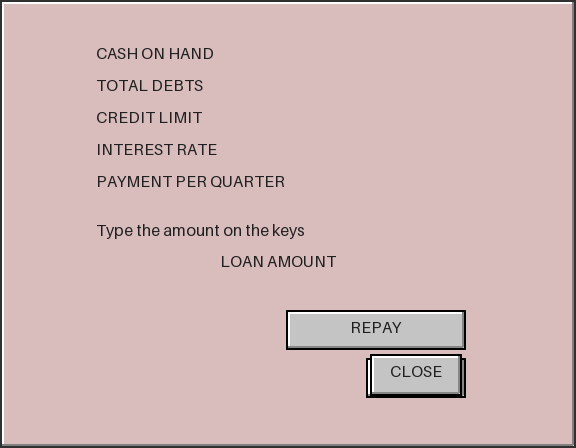 CASH ON HAND
TOTAL DEBTS
CREDIT LIMIT
INTEREST RATE
PAYMENT PER QUARTER
Type the amount on the keys
LOAN AMOUNT
REPAY
CLOSE